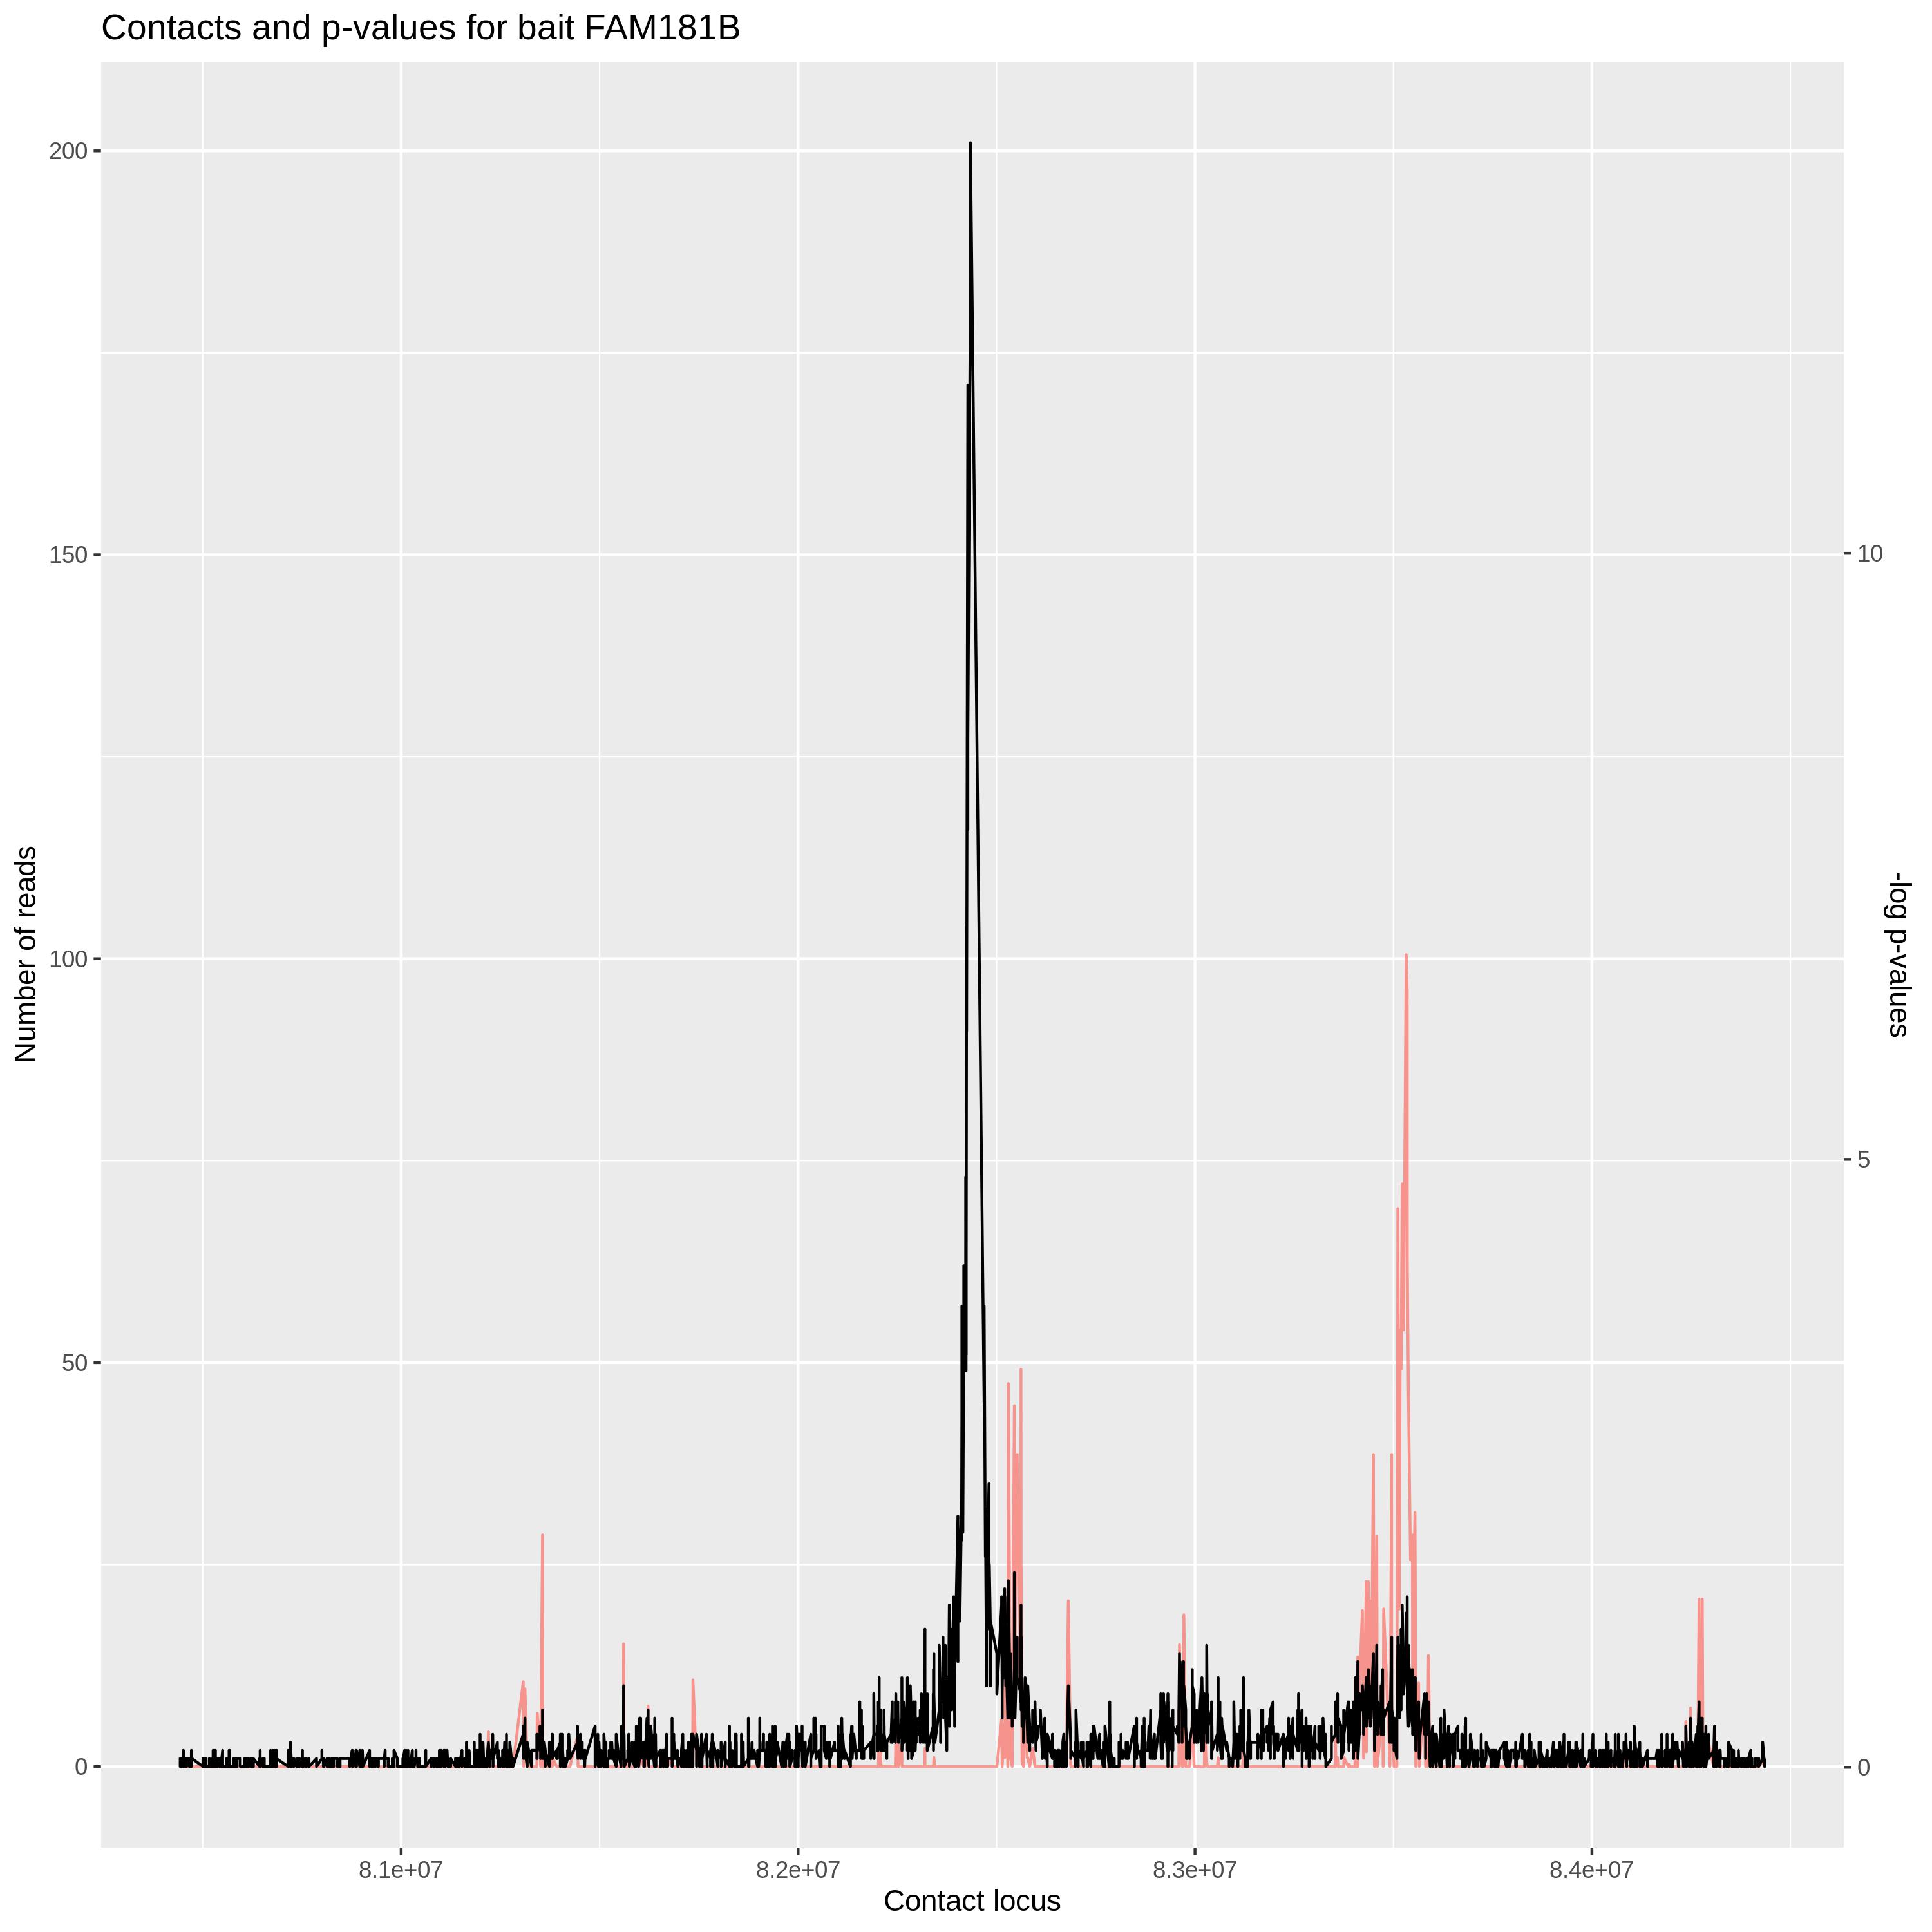 Contacts and p-values for bait FAM181B
200
150
100
50
0
10
5
0
Number of reads
-log p-values
8.1e+07 8.2e+07 8.3e+07 8.4e+07
Contact locus